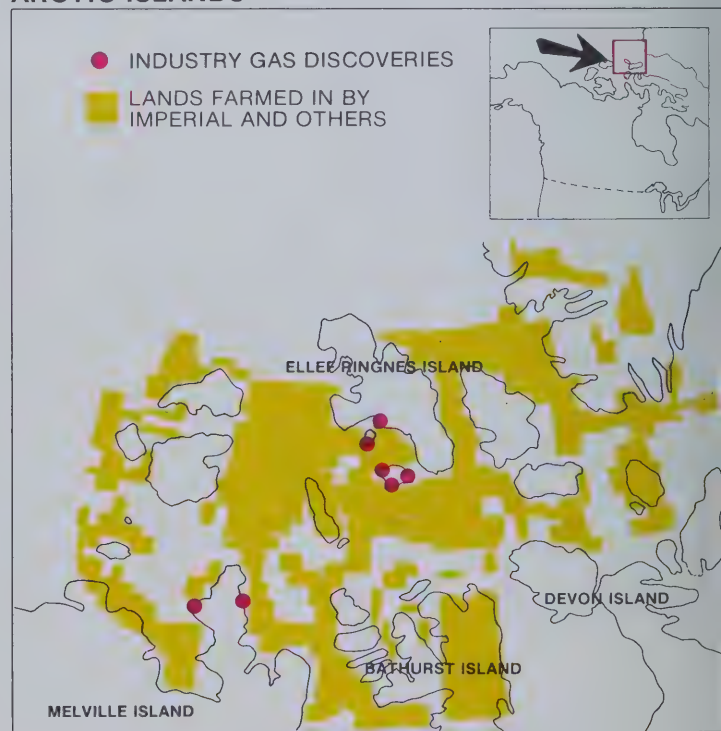 ARCTIC ISLANDS
INDUSTRY GAS DISCOVERIES
LANDS FARMED IN BY
IMPERIAL AND OTHERS
ELLEF RINGNES ISLAND
DEVON ISLAND
BATHURST ISLAND
MELVILLE ISLAND